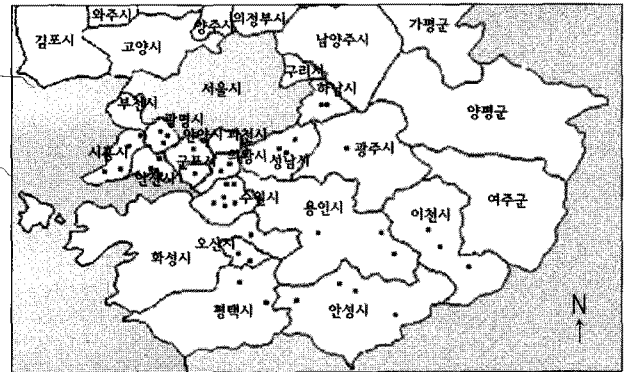 와주시
양주시
의정부시
가평군
김포시
고양시
남양주시
서울시
구리시
하남시
부천시
광명시
양평군
안양시
과천시
시흥시
군포시
의왕시
성남시
광주시
안산시
수원시
용인시
이천시
여주군
화성시
오산시
평택시
안성시
N